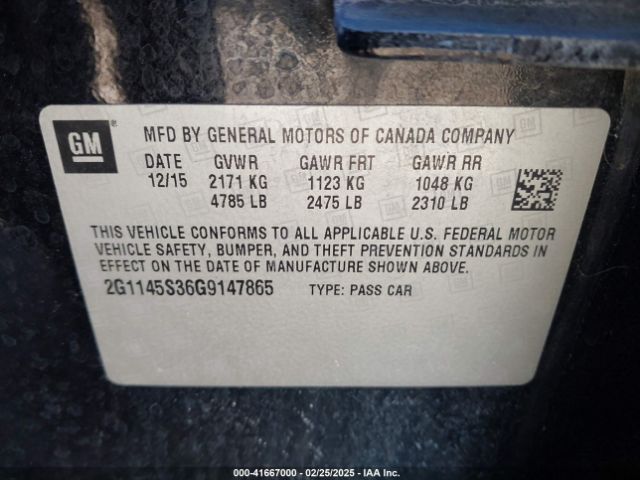 GM®
MFD BY GENERAL MOTORS OF CANADA COMPANY
DATE GVWR GAWR FRT GAWR RR
12/15 2171 KG 1123 KG 1048 KG
4785 LB 2475 LB 2310 LB
THIS VEHICLE CONFORMS TO ALL APPLICABLE U.S. FEDERAL MOTOR
VEHICLE SAFETY, BUMPER, AND THEFT PREVENTION STANDARDS IN
EFFECT ON THE DATE OF MANUFACTURE SHOWN ABOVE.
2G1145S36G9147865 TYPE: PASS CAR
000-41667000 - 02/25/2025 - IAA Inc.